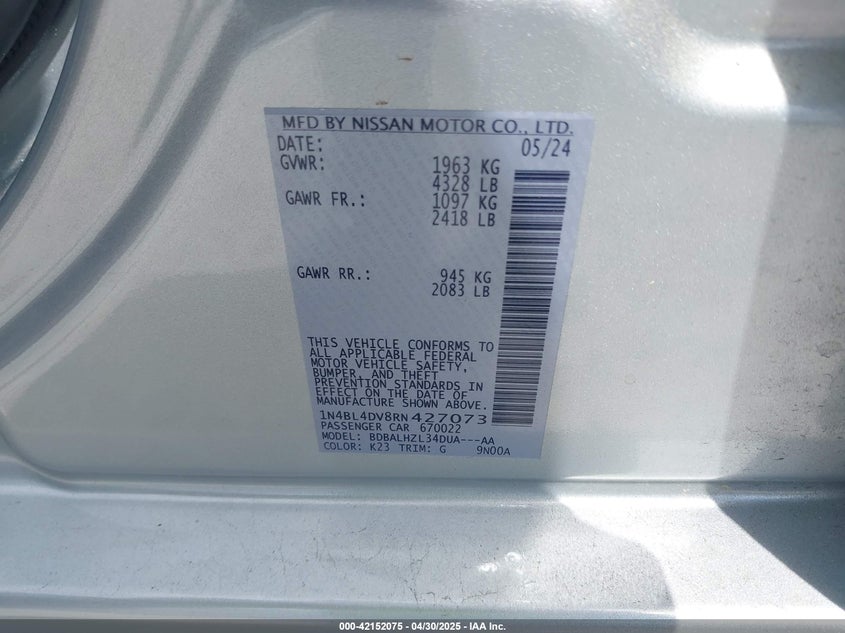 MFD BY NISSAN MOTOR CO., LTD.
DATE: 05/24
GVWR: 1963 KG
4328 LB
GAWR FR.: 1097 KG
2418 LB
GAWR RR.: 945 KG
2083 LB
THIS VEHICLE CONFORMS TO
ALL APPLICABLE FEDERAL
MOTOR VEHICLE SAFETY,
BUMPER, AND THEFT
PREVENTION STANDARDS IN
EFFECT ON THE DATE OF
MANUFACTURE SHOWN ABOVE.
1N4BL4DV8RN427073
PASSENGER CAR 670022
MODEL: BDBALHZL34DUA---AA
COLOR: K23 TRIM: G 9N00A
000-42152075 - 04/30/2025 - IAA Inc.